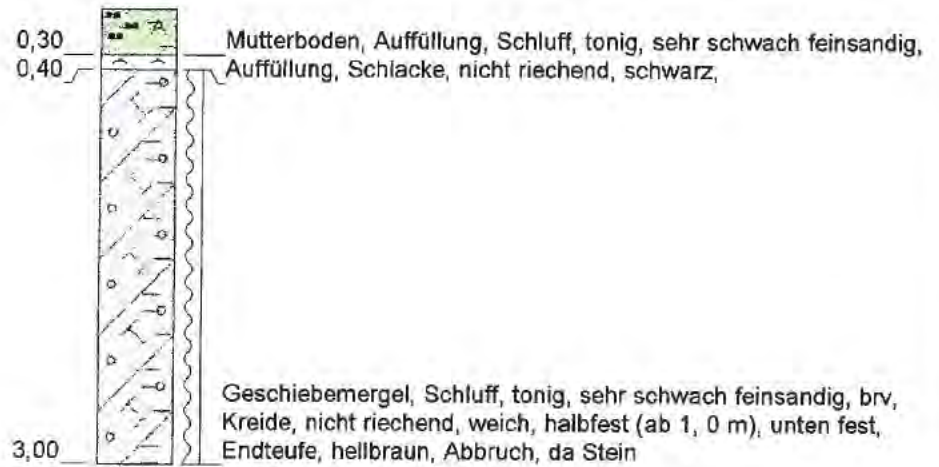 0,30 Mutterboden, Auffüllung, Schluff, tonig, sehr schwach feinsandig,
0,40 Auffüllung, Schlacke, nicht riechend, schwarz,
Geschiebemergel, Schluff, tonig, sehr schwach feinsandig, brv,
Kreide, nicht riechend, weich, halbfest (ab 1, 0 m), unten fest,
3,00 Endteufe, hellbraun, Abbruch, da Stein